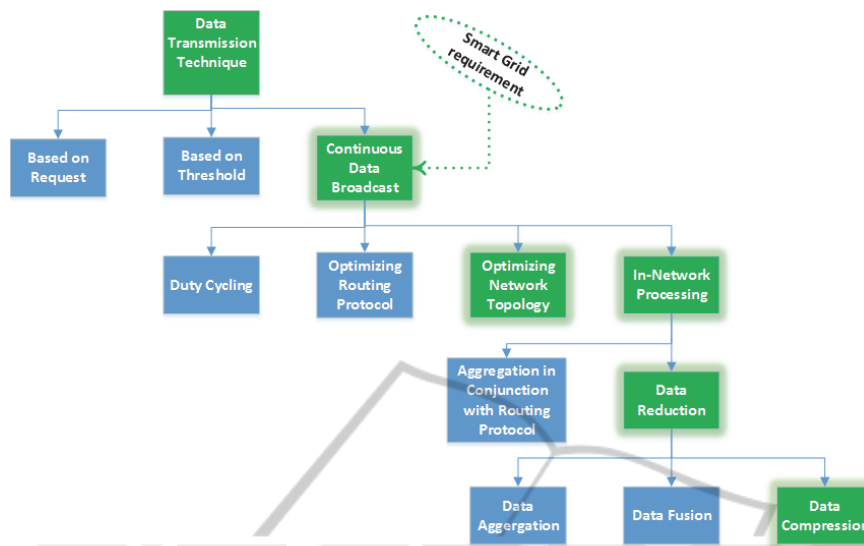 Data
Transmission
Technique
Smart Grid
requirement
Based on
Request
Based on
Threshold
Continuous
Data
Broadcast
Duty Cycling
Optimizing
Routing
Protocol
Optimizing
Network
Topology
In-Network
Processing
Aggregation in
Conjunction
with Routing
Protocol
Data
Reduction
Data
Aggergation
Data Fusion
Data
Compression